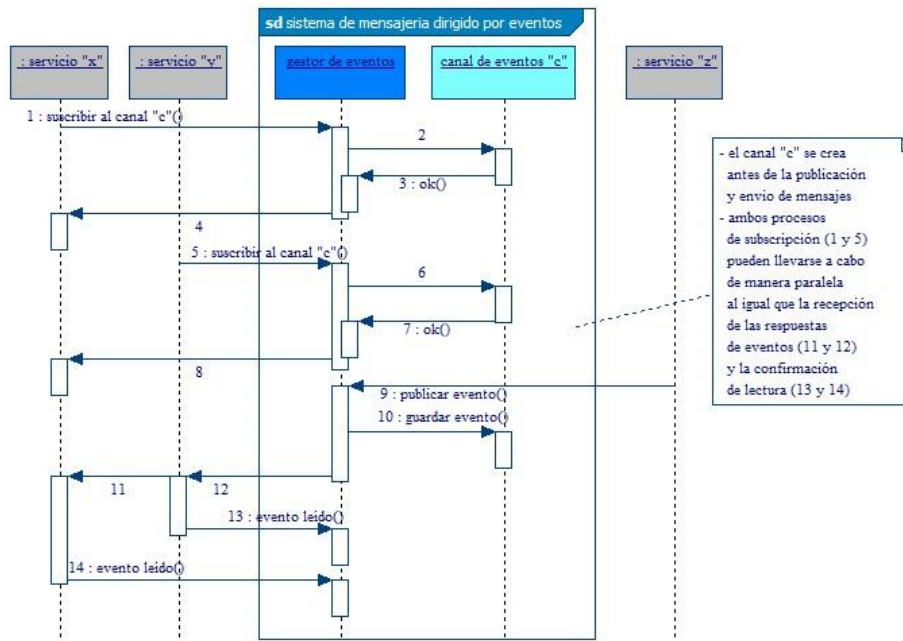 sd sistema de mensajeria dirigido por eventos
: servicio "x"
: servicio "y"
gestor de eventos
canal de eventos "c"
: servicio "z"
1 : suscribir al canal "c"()
2
3 : ok()
4
5 : suscribir al canal "c"()
6
7 : ok()
8
9 : publicar evento()
10 : guardar evento()
11
12
13 : evento leido()
14 : evento leido()
- el canal "c" se crea
antes de la publicación
y envio de mensajes
- ambos procesos
de subscripción (1 y 5)
pueden llevarse a cabo
de manera paralela
al igual que la recepción
de las respuestas
de eventos (11 y 12)
y la confirmación
de lectura (13 y 14)